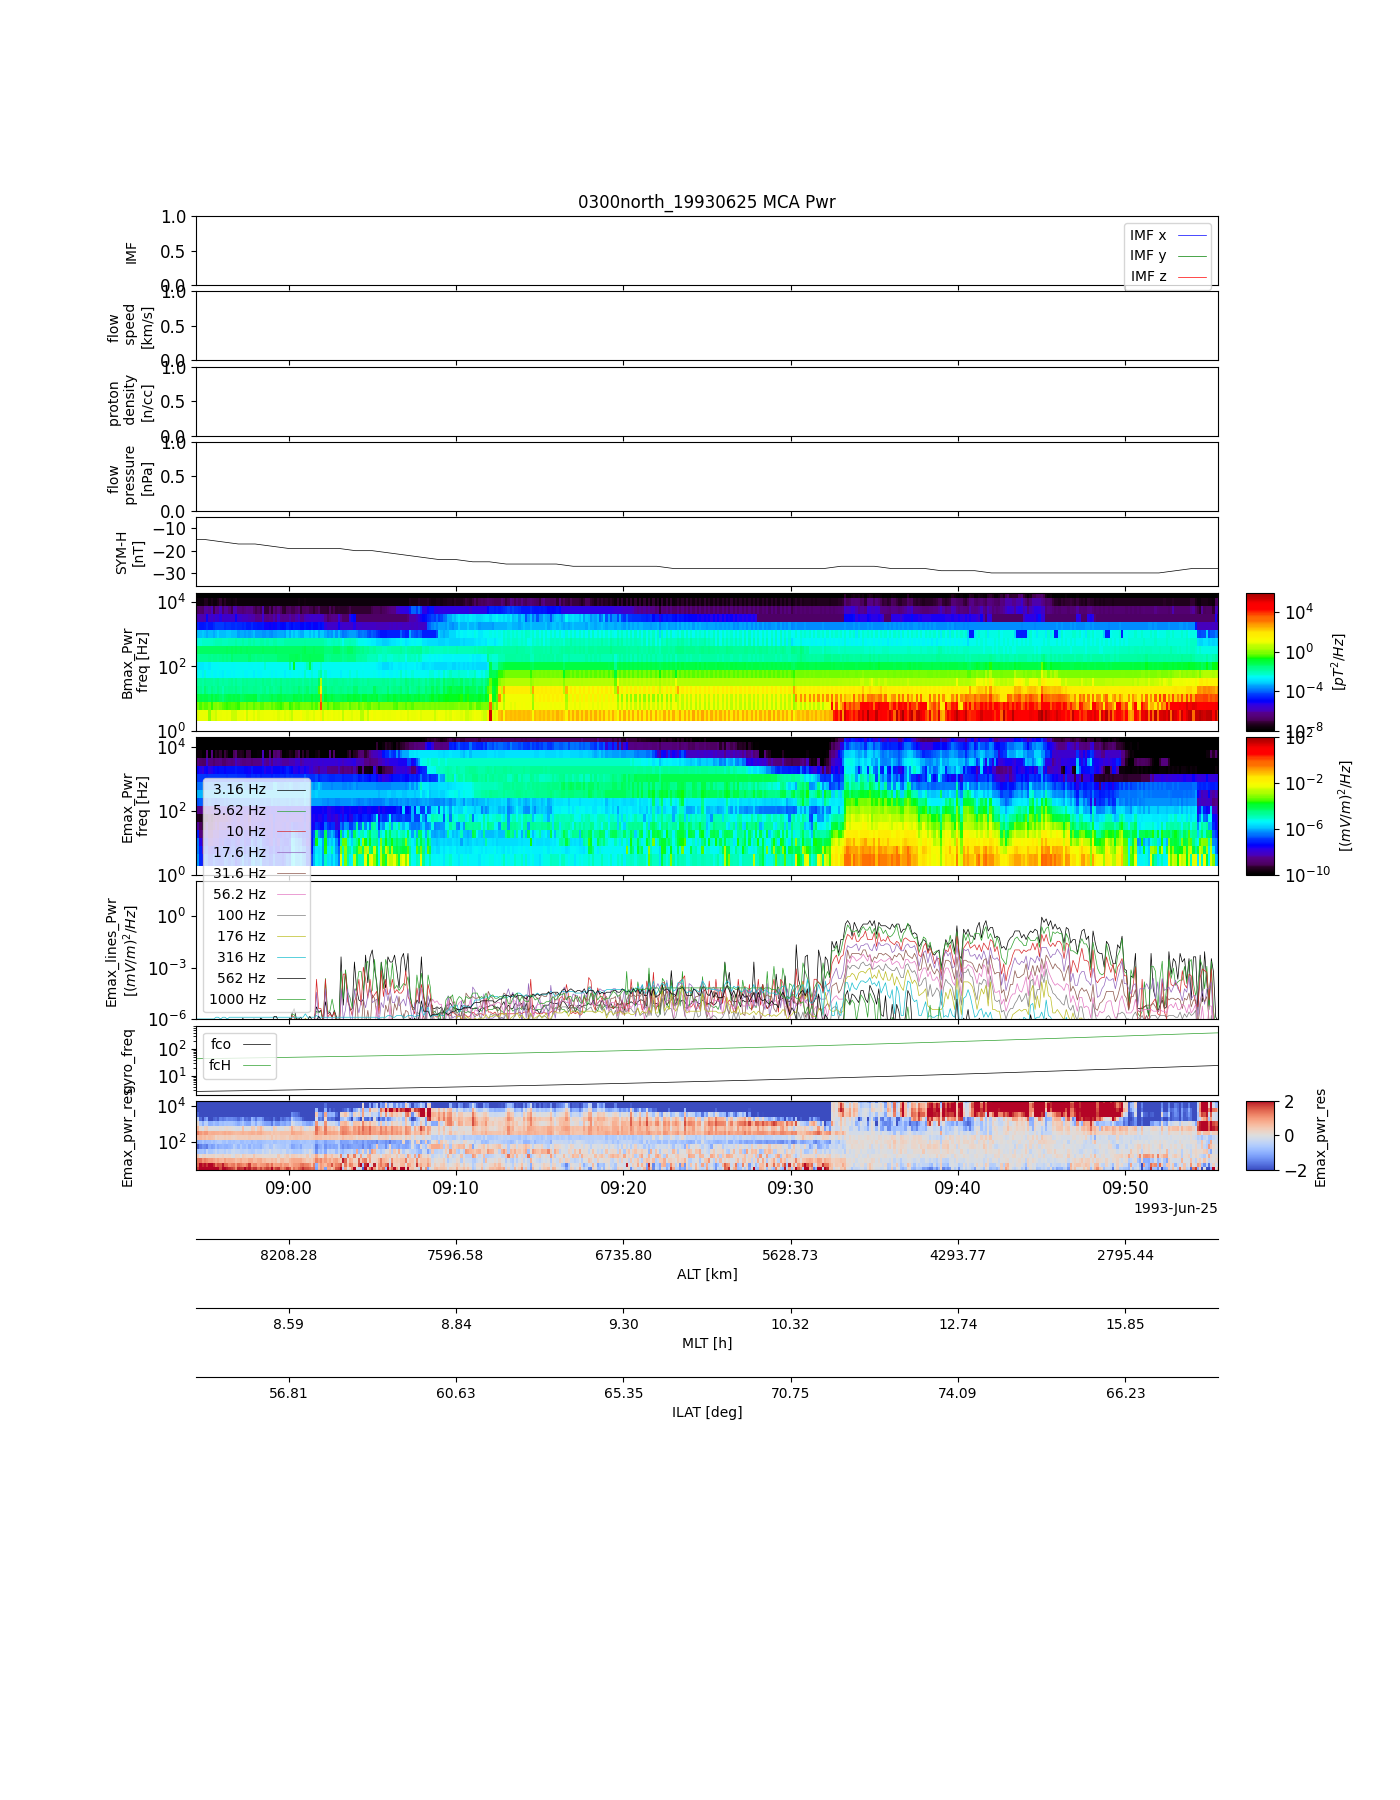 0300north_19930625 MCA Pwr
1.0
0.5
0.0
IMF
IMF x
IMF y
IMF z
1.0
0.5
0.0
flow
speed
[km/s]
1.0
0.5
0.0
proton
density
[n/cc]
1.0
0.5
0.0
flow
pressure
[nPa]
−10
−20
−30
SYM-H
[nT]
10^4
10^2
10^0
Bmax_Pwr
freq [Hz]
10^4
10^0
10^−4
10^−8
[pT^2/Hz]
10^4
10^2
10^0
Emax_Pwr
freq [Hz]
10^2
10^−2
10^−6
10^−10
[(mV/m)^2/Hz]
3.16 Hz
5.62 Hz
10 Hz
17.6 Hz
31.6 Hz
56.2 Hz
100 Hz
176 Hz
316 Hz
562 Hz
1000 Hz
10^0
10^−3
10^−6
Emax_lines_Pwr
[(mV/m)^2/Hz]
10^2
10^1
gyro_freq
fco
fcH
10^4
10^2
Emax_pwr_res
2
0
−2
Emax_pwr_res
09:00 09:10 09:20 09:30 09:40 09:50
1993-Jun-25
8208.28 7596.58 6735.80 5628.73 4293.77 2795.44
ALT [km]
8.59 8.84 9.30 10.32 12.74 15.85
MLT [h]
56.81 60.63 65.35 70.75 74.09 66.23
ILAT [deg]